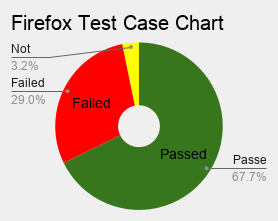 Firefox Test Case Chart
Not
3.2%
Failed
29.0%
Failed
Passed
Passe
67.7%